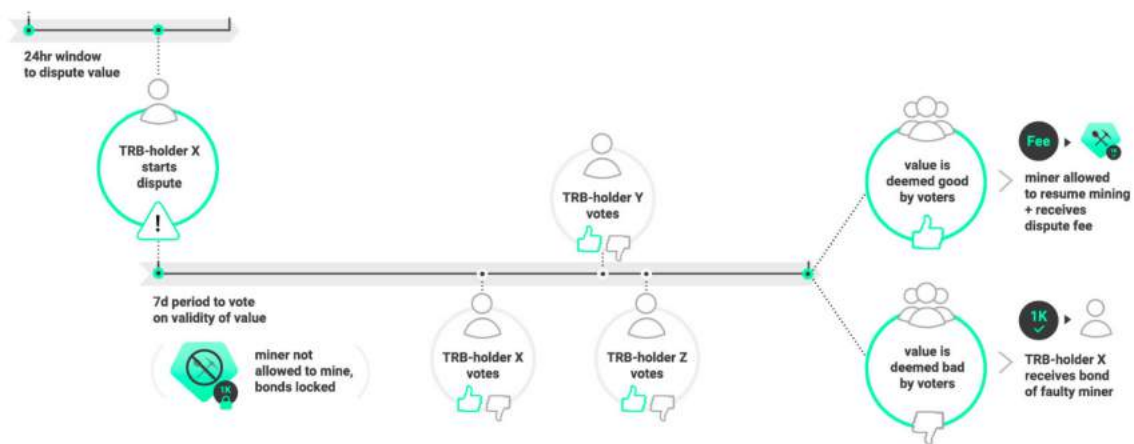 24hr window
to dispute value
TRB-holder X
starts
dispute
!
7d period to vote
on validity of value
1K
miner not
allowed to mine,
bonds locked
TRB-holder X
votes
TRB-holder Y
votes
TRB-holder Z
votes
value is
deemed good
by voters
Fee
miner allowed
to resume mining
+ receives
dispute fee
value is
deemed bad
by voters
1K
TRB-holder X
receives bond
of faulty miner